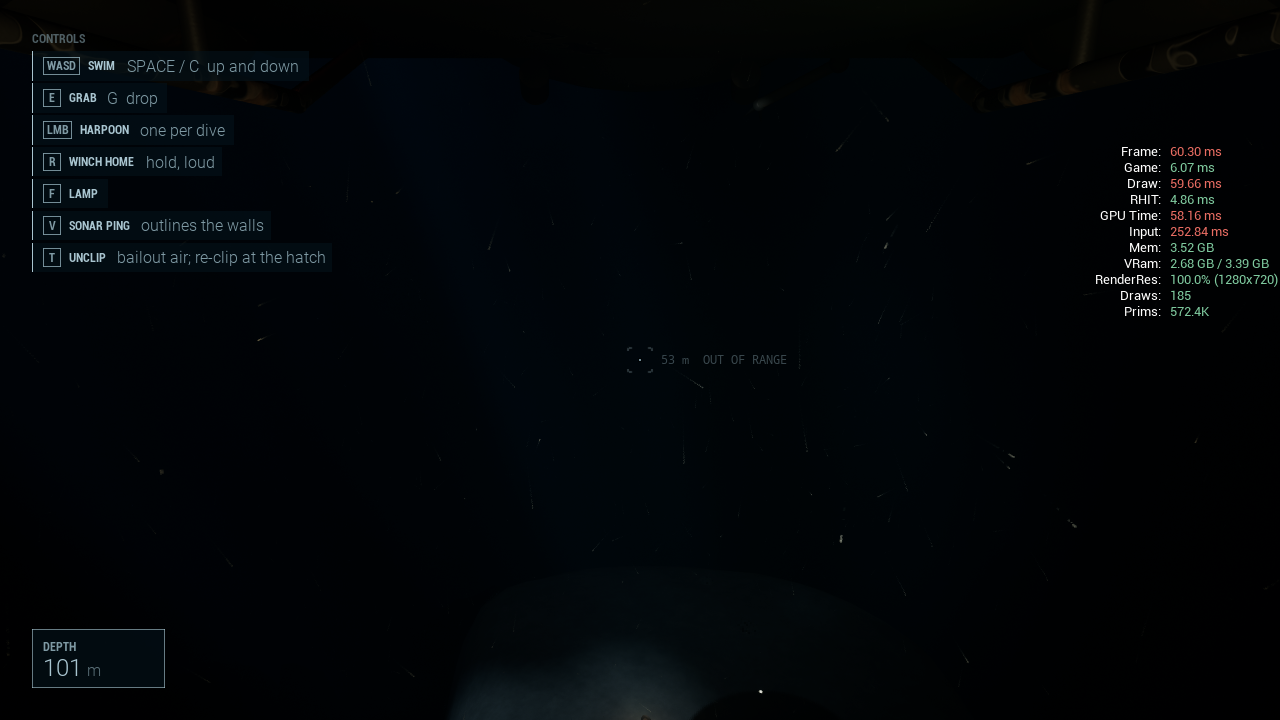 CONTROLS
WASD SWIM SPACE / C up and down
E GRAB G drop
LMB HARPOON one per dive
R WINCH HOME hold, loud
F LAMP
V SONAR PING outlines the walls
T UNCLIP bailout air; re-clip at the hatch
Frame: 60.30 ms
Game: 6.07 ms
Draw: 59.66 ms
RHIT: 4.86 ms
GPU Time: 58.16 ms
Input: 252.84 ms
Mem: 3.52 GB
VRam: 2.68 GB / 3.39 GB
RenderRes: 100.0% (1280x720)
Draws: 185
Prims: 572.4K
53 m OUT OF RANGE
DEPTH
101 m